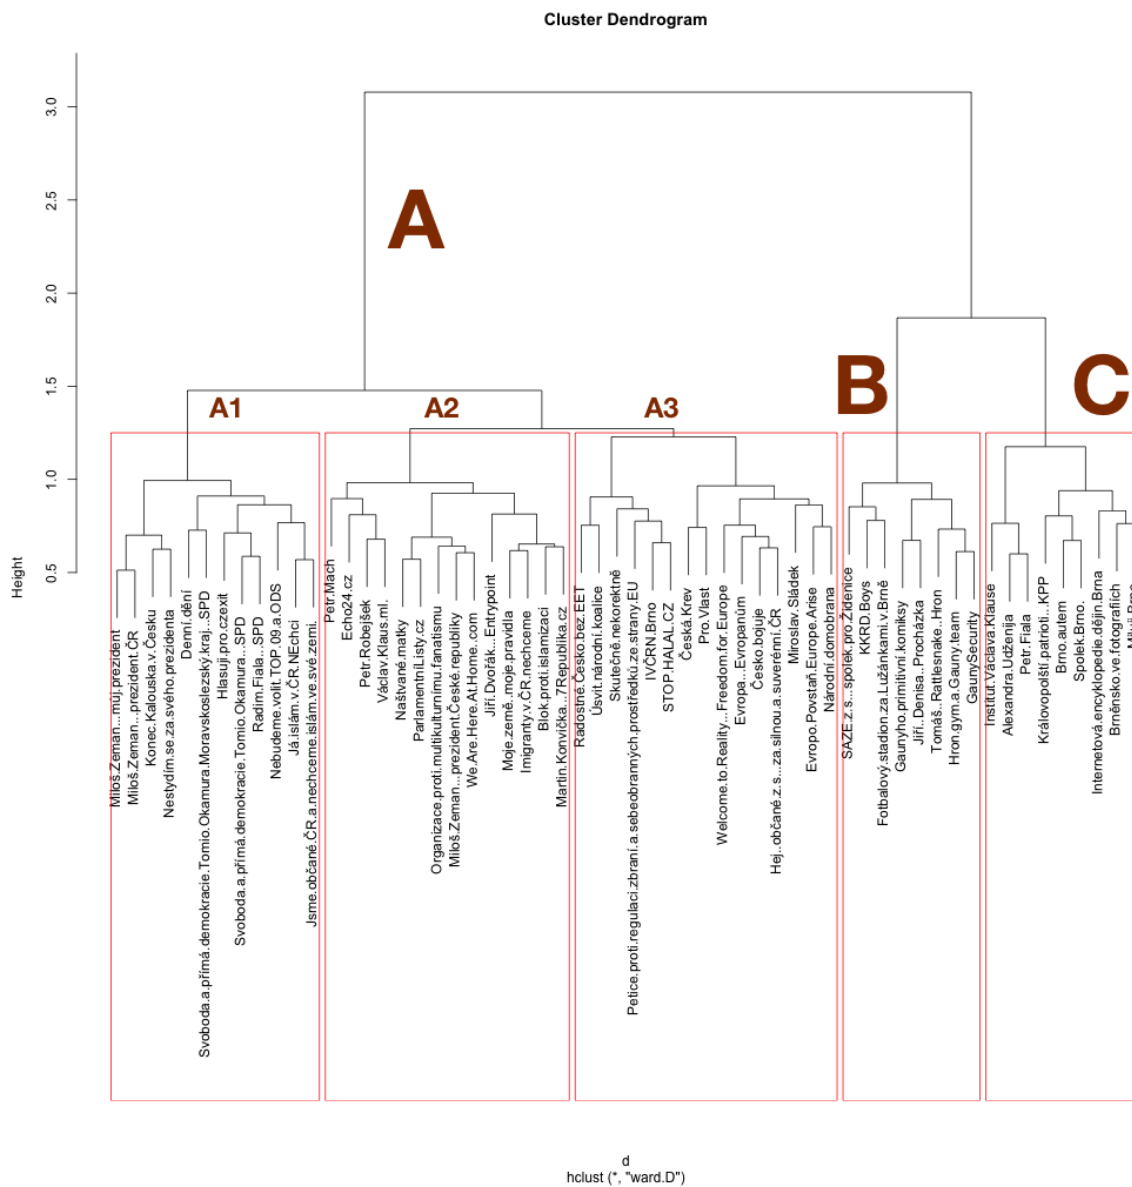 Cluster Dendrogram
Height
3.0
2.5
2.0
1.5
1.0
0.5
A
B
C
A1
A2
A3
Miloš.Zeman...můj.prezident
Miloš.Zeman...prezident.ČR
Konec.Kalouska.v.Česku
Nestydím.se.za.svého.prezidenta
Denní.dění
Svoboda.a.přímá.demokracie.Tomio.Okamura.Moravskoslezský.kraj...SPD
Hlasuji.pro.czexit
Svoboda.a.přímá.demokracie.Tomio.Okamura...SPD
Radim.Fiala...SPD
Nebudeme.volit.TOP.09.a.ODS
Já.islám.v.ČR.NEchci
Jsme.občané.ČR.a.nechceme.islám.ve.své.zemi.
Petr.Mach
Echo24.cz
Petr.Robejšek
Václav.Klaus.ml.
Naštvané.matky
ParlamentníListy.cz
Organizace.proti.multikulturnímu.fanatismu
Miloš.Zeman...prezident.České.republiky
We.Are.Here.At.Home.com
Jiří.Dvořák...Entrypoint
Moje.země..moje.pravidla
Imigranty.v.ČR.nechceme
Blok.proti.islamizaci
Martin.Konvička...7Republika.cz
Radostné.Česko.bez.EET
Úsvit.národní.koalice
Skutečně.nekorektně
Petice.proti.regulaci.zbraní.a.sebeobranných.prostředků.ze.strany.EU
IVČRN.Brno
STOP.HALAL.CZ
Česká.Krev
Pro.Vlast
Welcome.to.Reality...Freedom.for.Europe
Evropa...Evropanům
Česko.bojuje
Hej..občané.z.s...za.silnou.a.suverénní.ČR
Miroslav.Sládek
Evropo.Povstaň.Europe.Arise
Národní.domobrana
SAZE.z.s...spolek.pro.Židenice
KKRD.Boys
Fotbalový.stadion.za.Lužánkami.v.Brně
Gaunyho.primitivní.komiksy
Jiří..Denisa..Procházka
Tomáš..Rattlesnake..Hron
Hron.gym.a.Gauny.team
GaunySecurity
Institut.Václava.Klause
Alexandra.Udženija
Petr.Fiala
Královopolští.patrioti...KPP
Brno.autem
Spolek.Brno.
Internetová.encyklopedie.dějin.Brna
Brněnsko.ve.fotografiích
d
hclust (*, "ward.D")